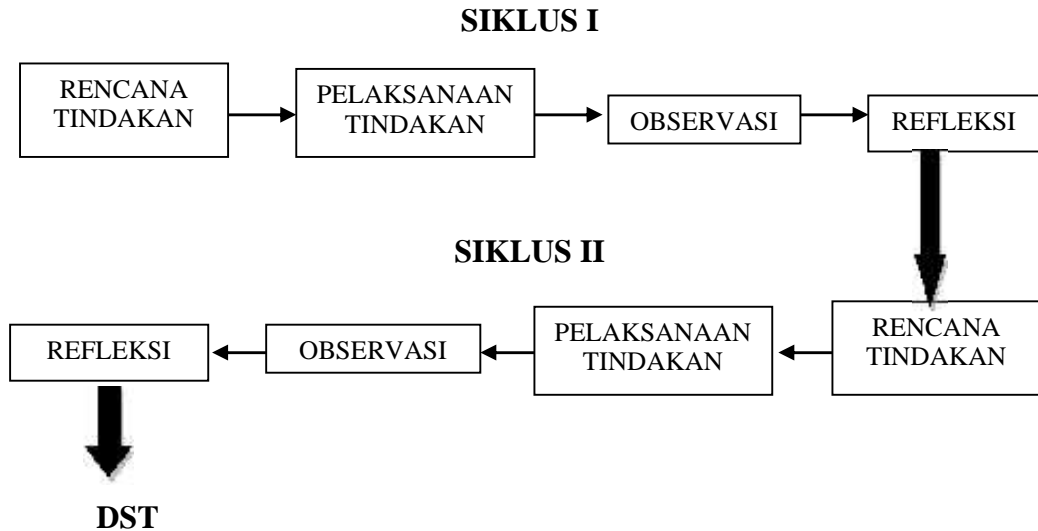 SIKLUS I
RENCANA
TINDAKAN
PELAKSANAAN
TINDAKAN
OBSERVASI
REFLEKSI
SIKLUS II
RENCANA
TINDAKAN
PELAKSANAAN
TINDAKAN
OBSERVASI
REFLEKSI
DST